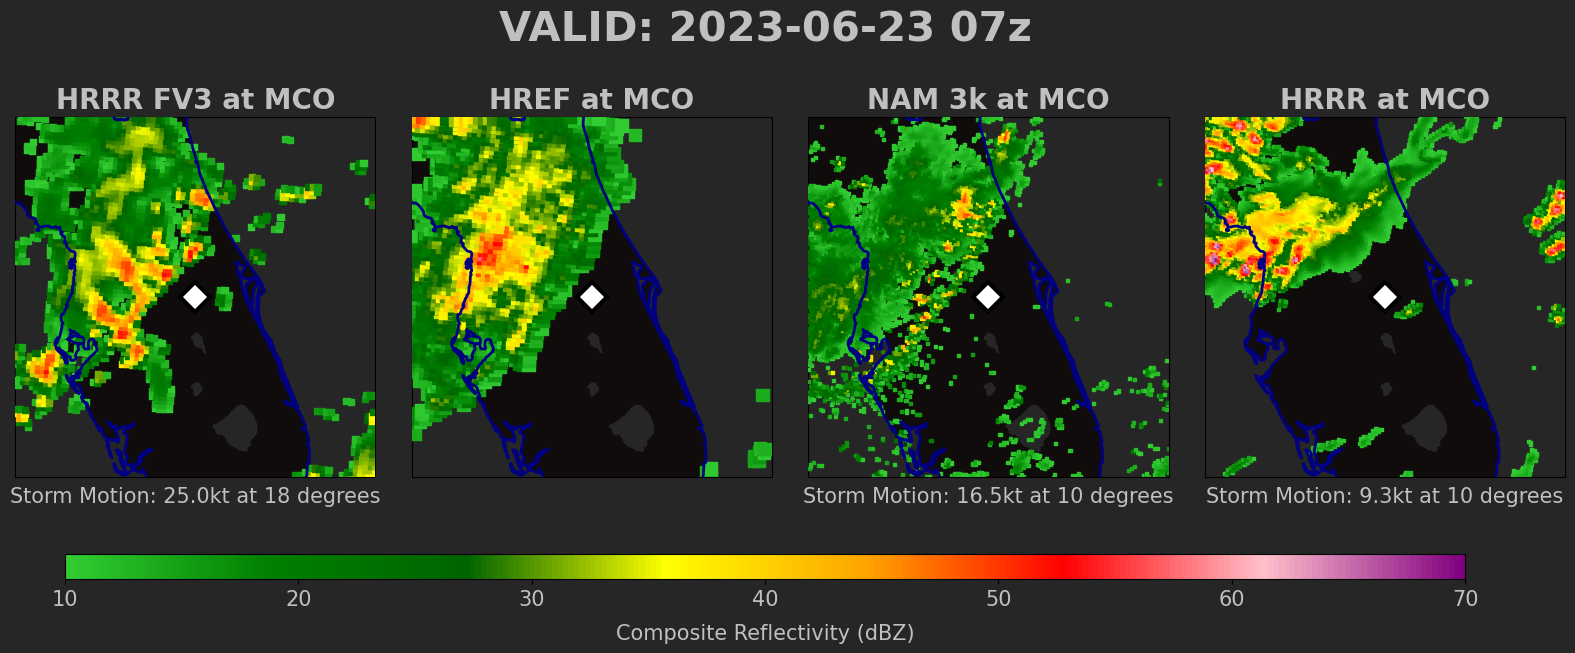 VALID: 2023-06-23 07z
HRRR FV3 at MCO
HREF at MCO
NAM 3k at MCO
HRRR at MCO
Storm Motion: 25.0kt at 18 degrees
Storm Motion: 16.5kt at 10 degrees
Storm Motion: 9.3kt at 10 degrees
10 20 30 40 50 60 70
Composite Reflectivity (dBZ)